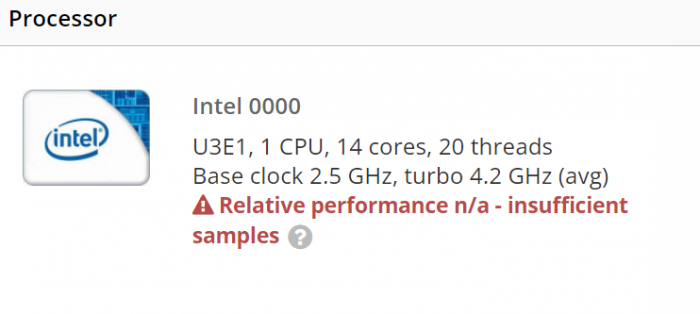 Processor
intel
Intel 0000
U3E1, 1 CPU, 14 cores, 20 threads
Base clock 2.5 GHz, turbo 4.2 GHz (avg)
Relative performance n/a - insufficient
samples ?